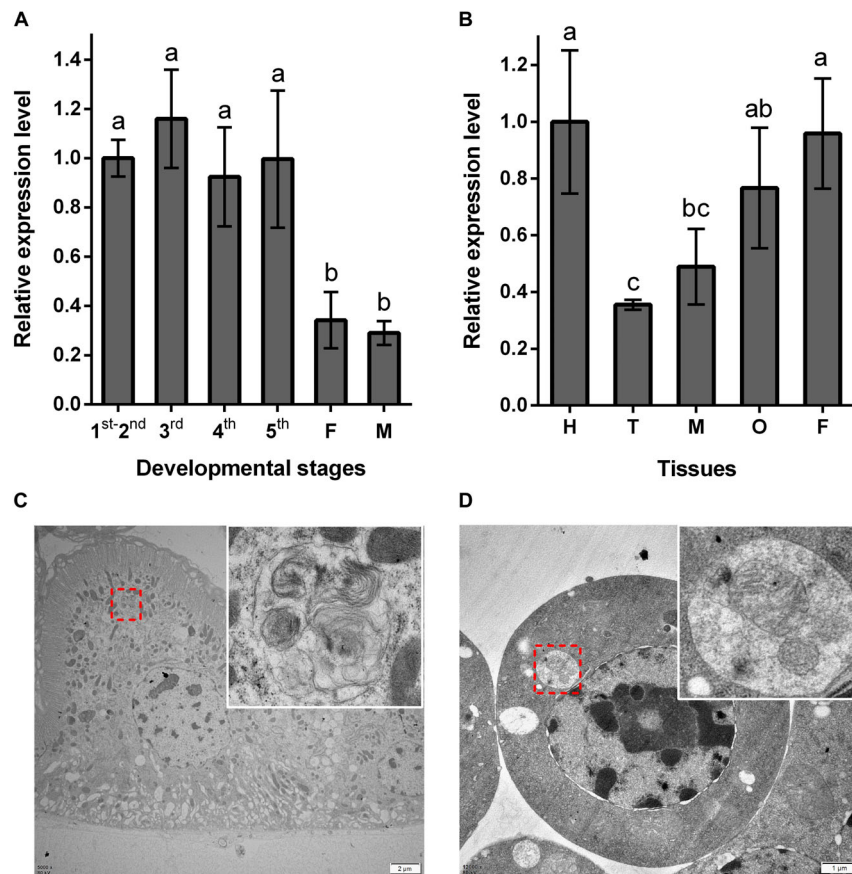 A
Relative expression level
1.4
1.2
1.0
0.8
0.6
0.4
0.2
0.0
a
a
a
a
b
b
1st-2nd 3rd 4th 5th F M
Developmental stages
B
Relative expression level
1.2
1.0
0.8
0.6
0.4
0.2
0.0
a
c
bc
ab
a
H T M O F
Tissues
C
2 µm
D
1 µm